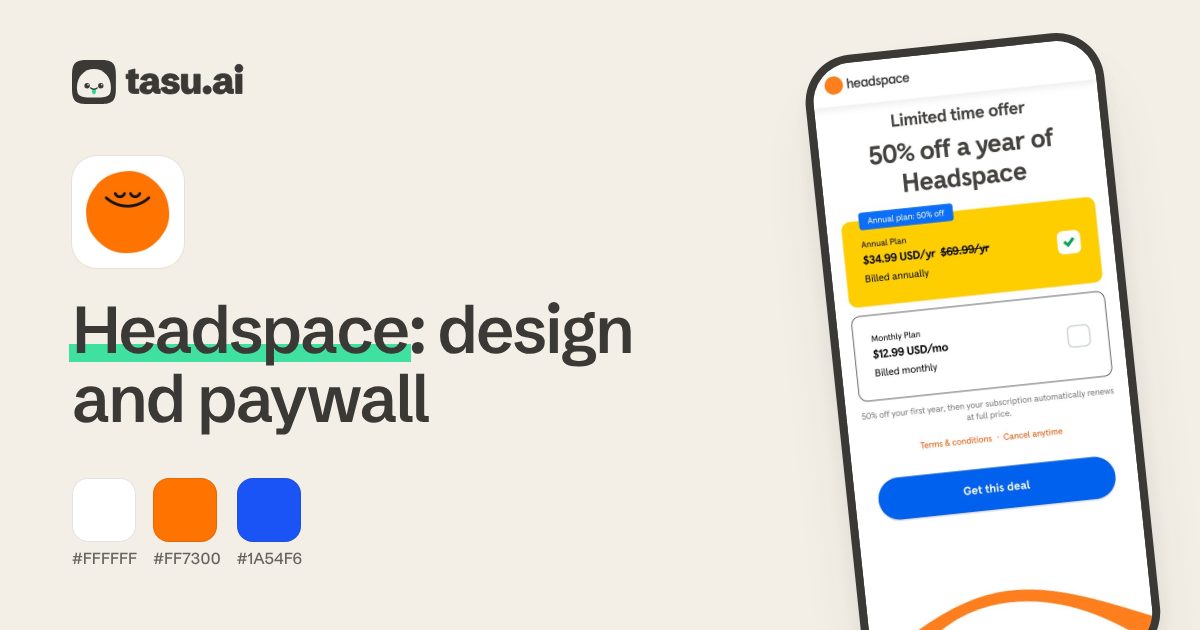 tasu.ai
Headspace: design
and paywall
#FFFFFF
#FF7300
#1A54F6
headspace
Limited time offer
50% off a year of
Headspace
Annual plan: 50% off
Annual Plan
$34.99 USD/yr $69.99/yr
Billed annually
Monthly Plan
$12.99 USD/mo
Billed monthly
50% off your first year, then your subscription automatically renews
at full price.
Terms & conditions · Cancel anytime
Get this deal